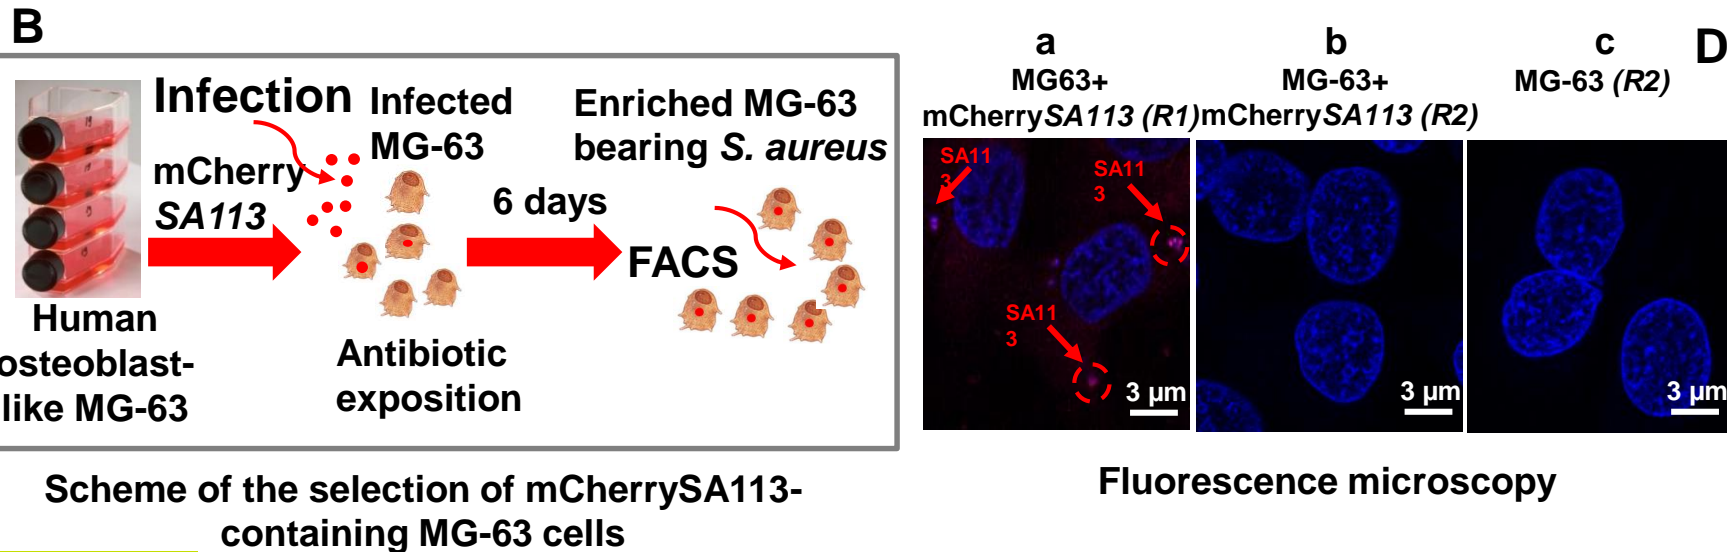 B
Infection
mCherry
SA113
Infected
MG-63
Enriched MG-63
bearing S. aureus
6 days
FACS
Human
osteoblast-
like MG-63
Antibiotic
exposition
Scheme of the selection of mCherrySA113-
containing MG-63 cells
a
MG63+
mCherrySA113 (R1)
b
MG-63+
mCherrySA113 (R2)
c
MG-63 (R2)
D
SA11
3
SA11
3
SA11
3
3 µm
3 µm
3 µm
Fluorescence microscopy